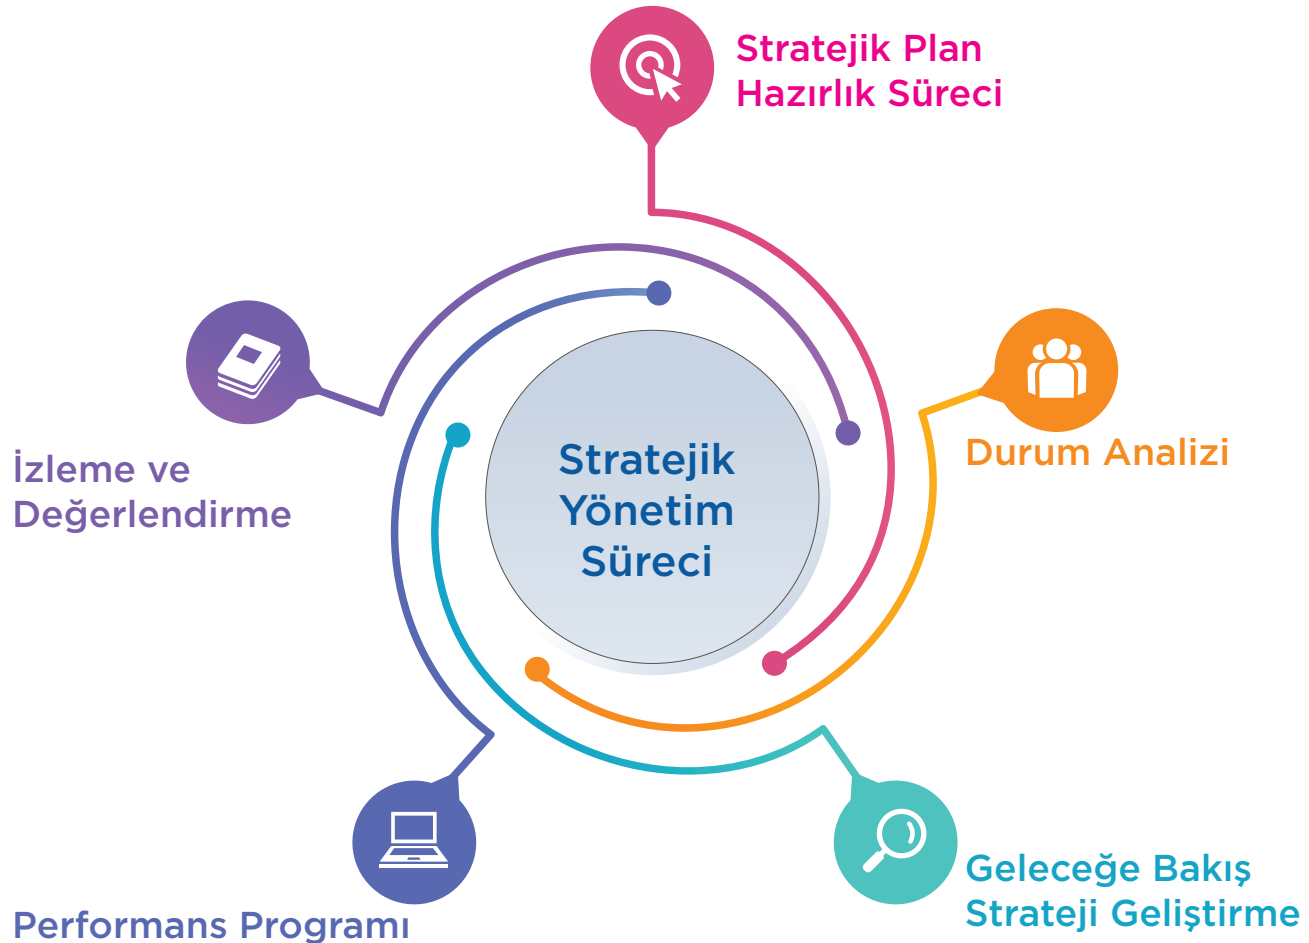 Stratejik Plan
Hazırlık Süreci
Durum Analizi
Stratejik
Yönetim
Süreci
İzleme ve
Değerlendirme
Geleceğe Bakış
Strateji Geliştirme
Performans Programı